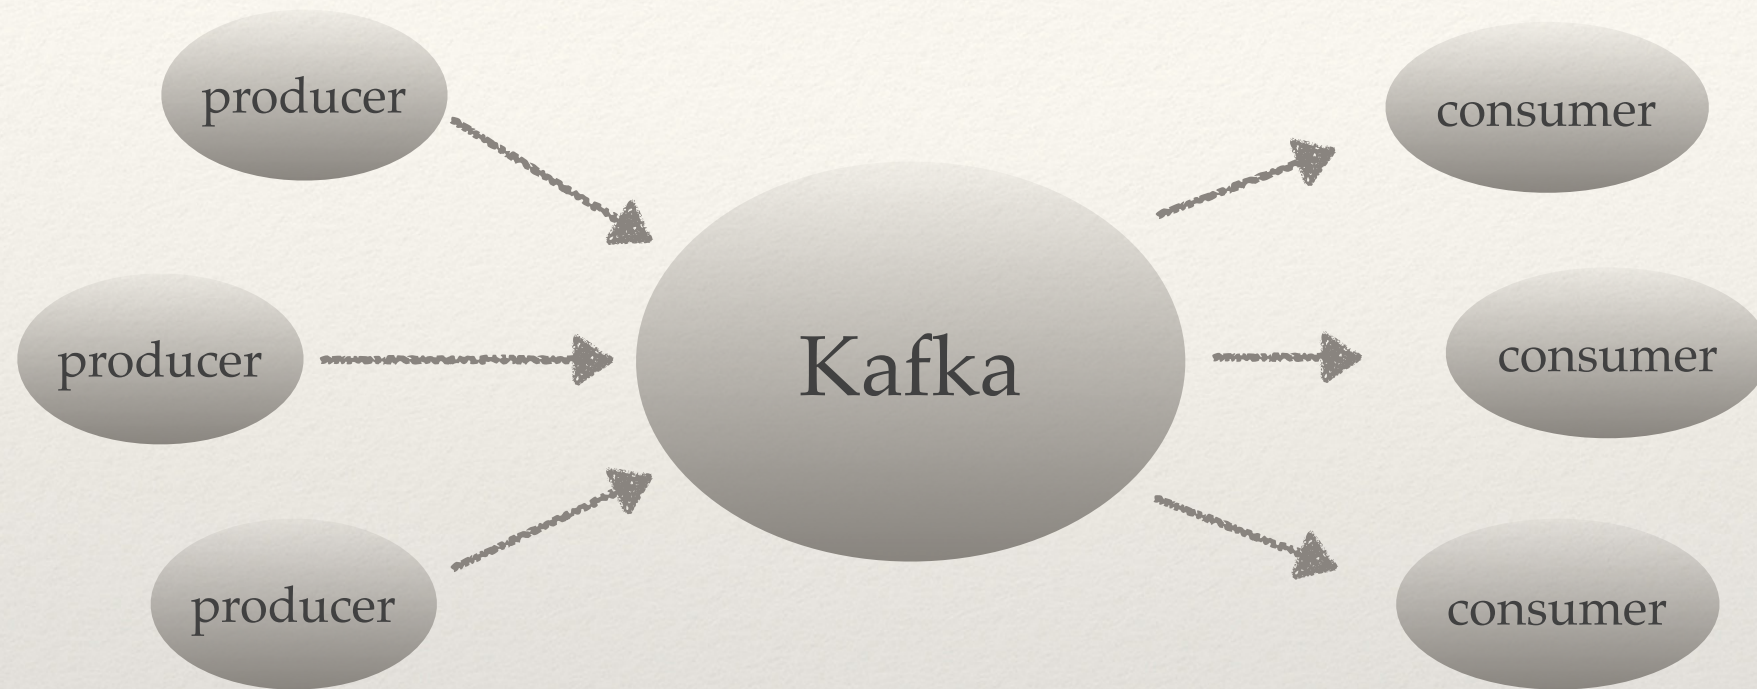 producer
consumer
producer
Kafka
consumer
producer
consumer